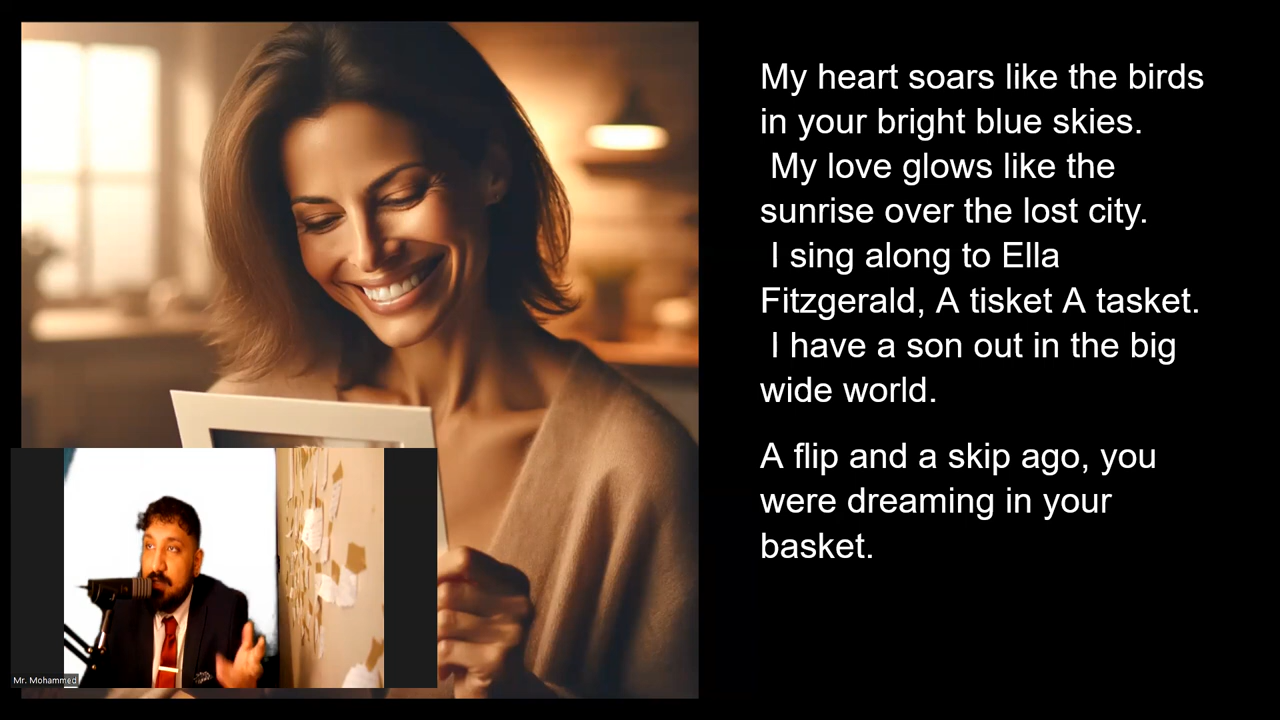 My heart soars like the birds
in your bright blue skies.
My love glows like the
sunrise over the lost city.
I sing along to Ella
Fitzgerald, A tisket A tasket.
I have a son out in the big
wide world.
A flip and a skip ago, you
were dreaming in your
basket.
Mr. Mohammed